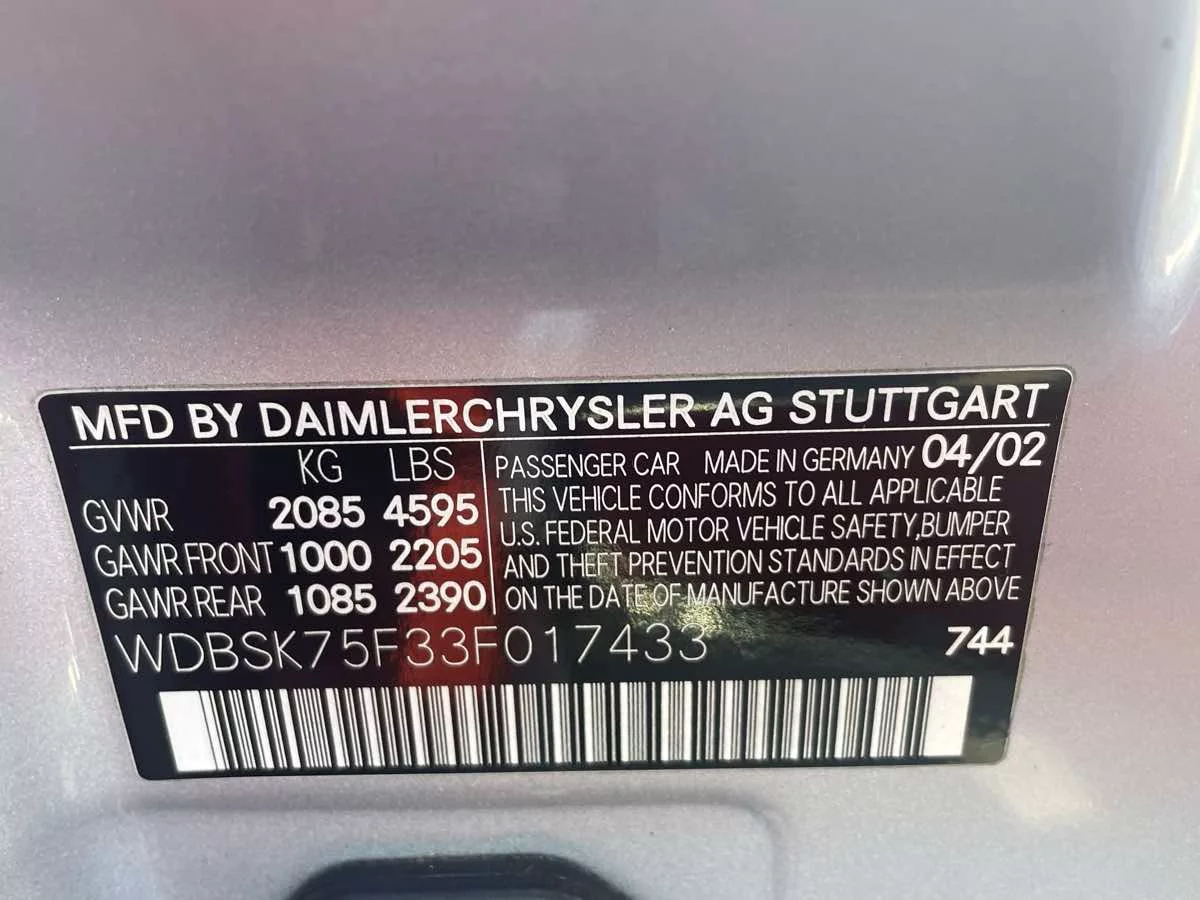 MFD BY DAIMLERCHRYSLER AG STUTTGART
KG LBS
GVWR 2085 4595
GAWR FRONT 1000 2205
GAWR REAR 1085 2390
PASSENGER CAR MADE IN GERMANY 04/02
THIS VEHICLE CONFORMS TO ALL APPLICABLE
U.S. FEDERAL MOTOR VEHICLE SAFETY,BUMPER
AND THEFT PREVENTION STANDARDS IN EFFECT
ON THE DATE OF MANUFACTURE SHOWN ABOVE
WDBSK75F33F017433 744